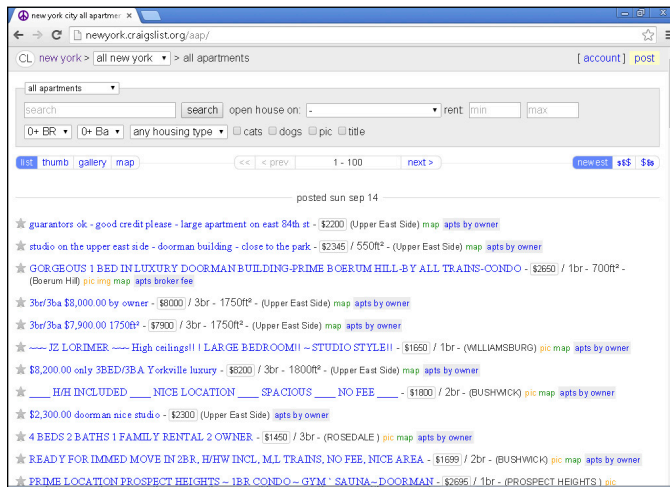 new york city all apartmer
newyork.craigslist.org/aap/
CL new york > all new york > all apartments [ account ] post
all apartments
search search open house on: - rent: min max
0+ BR 0+ Ba any housing type cats dogs pic title
list thumb gallery map << < prev 1 - 100 next > newest $$$ $$$
posted sun sep 14
guarantors ok - good credit please - large apartment on east 84th st - $2200 (Upper East Side) map apts by owner
studio on the upper east side - doorman building - close to the park - $2345 / 550ft² - (Upper East Side) map apts by owner
GORGEOUS 1 BED IN LUXURY DOORMAN BUILDING-PRIME BOERUM HILL-BY ALL TRAINS-CONDO - $2650 / 1br - 700ft² -
(Boerum Hill) pic img map apts broker fee
3br/3ba $8,000.00 by owner - $8000 / 3br - 1750ft² - (Upper East Side) map apts by owner
3br/3ba $7,900.00 1750ft² - $7900 / 3br - 1750ft² - (Upper East Side) map apts by owner
~~~ JZ LORIMER ~~~ High ceilings!! ! LARGE BEDROOM!! ~ STUDIO STYLE!! - $1650 / 1br - (WILLIAMSBURG) pic map apts by owner
$8,200.00 only 3BED/3BA Yorkville luxury - $8200 / 3br - 1800ft² - (Upper East Side) map apts by owner
____ H/H INCLUDED ____ NICE LOCATION ____ SPACIOUS ____ NO FEE ____ - $1800 / 2br - (BUSHWICK) pic map apts by owner
$2,300.00 doorman nice studio - $2300 (Upper East Side) apts by owner
4 BEDS 2 BATHS 1 FAMILY RENTAL 2 OWNER - $1450 / 3br - (ROSEDALE ) pic map apts by owner
READY FOR IMMED MOVE IN 2BR, H/HW INCL, M,L TRAINS, NO FEE, NICE AREA - $1699 / 2br - (BUSHWICK) pic map apts by owner
PRIME LOCATION PROSPECT HEIGHTS ~ 1BR CONDO ~ GYM ~ SAUNA~ DOORMAN - $2695 / 1br - (PROSPECT HEIGHTS ) pic